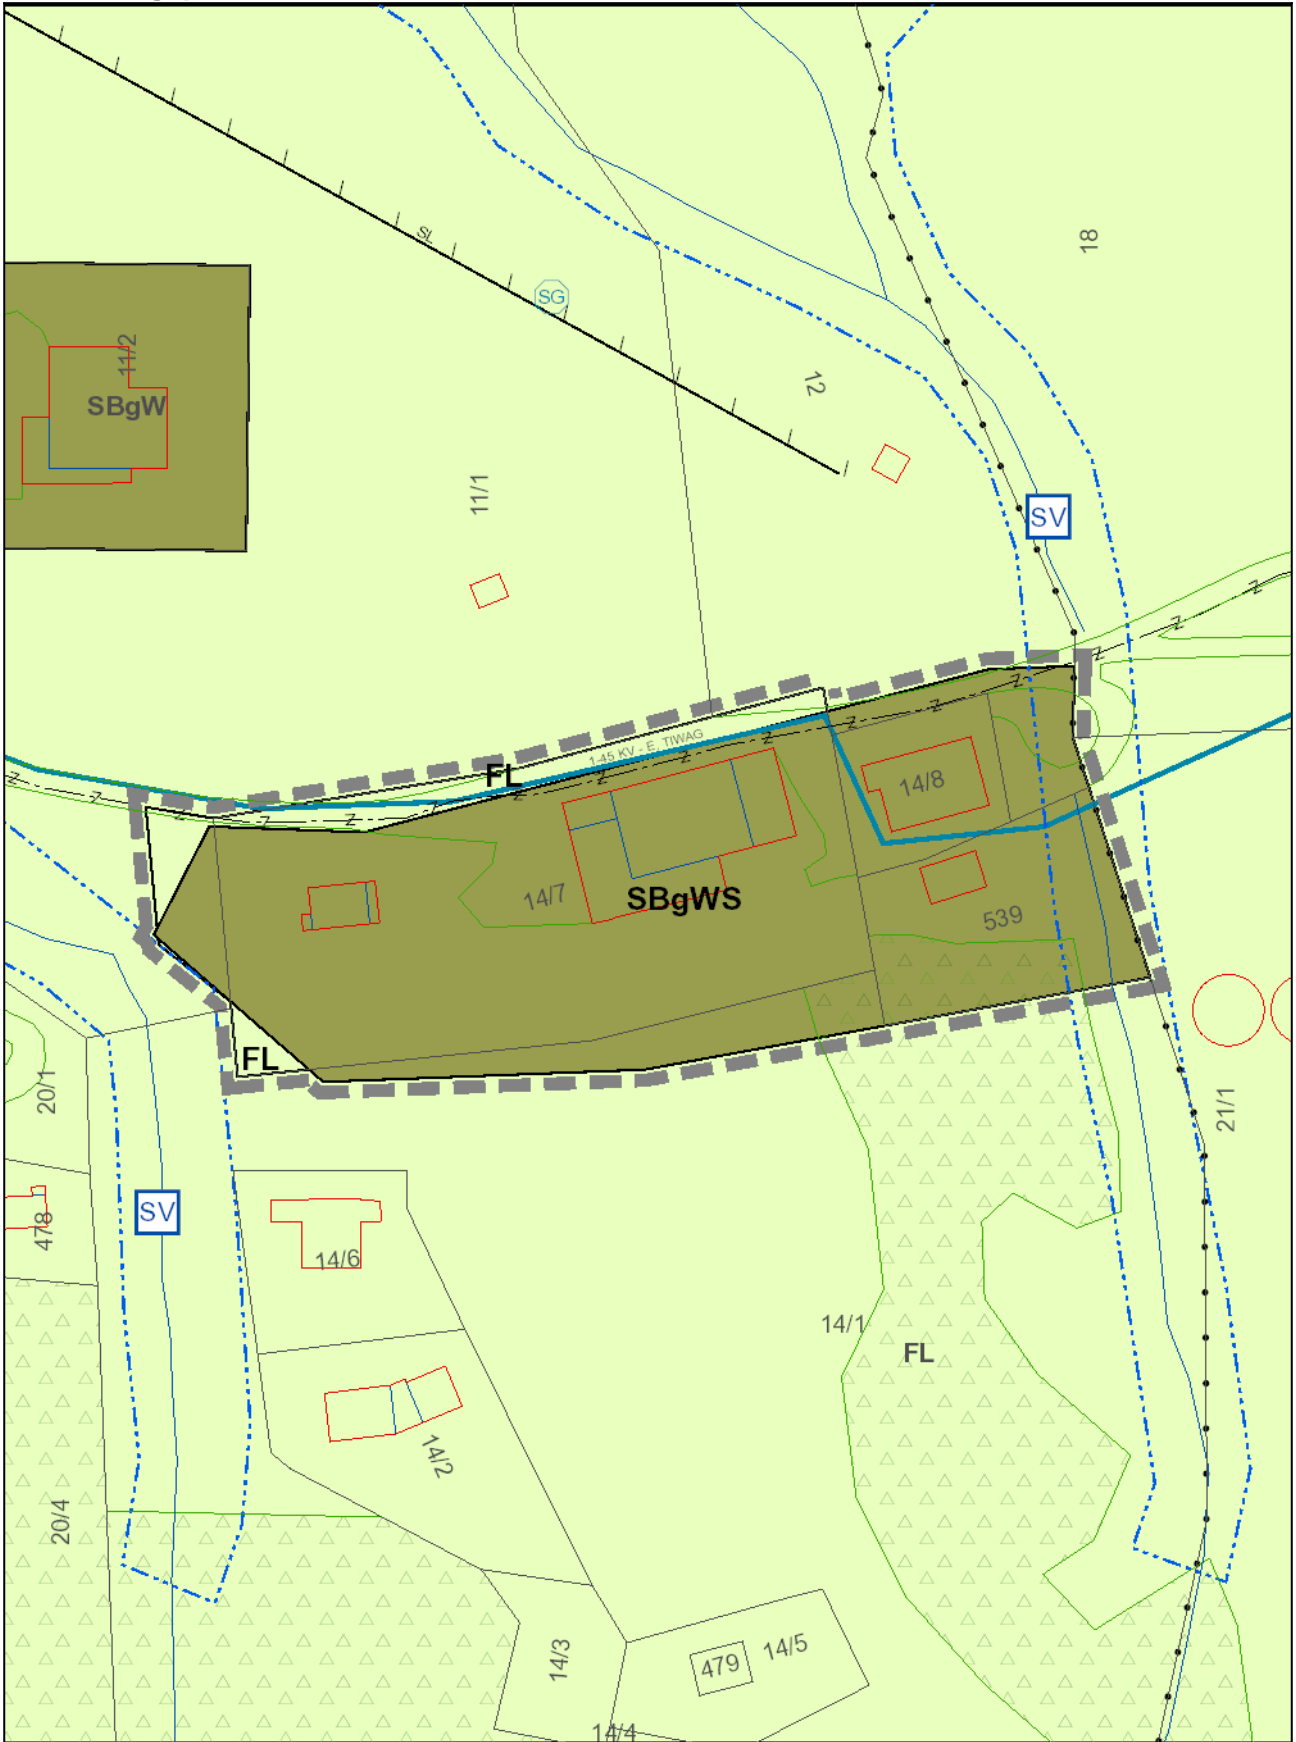 18
SL
SG
11/2
12
SBgW
11/1
SV
Z
Z
Z
Z
1-45 KV - E. TIWAG
Z
Z
Z
FL
Z
Z
Z
Z
Z
Z
Z
Z
Z
14/8
14/7
SBgWS
539
FL
20/1
21/1
SV
478
14/6
14/1
FL
14/2
20/4
14/3
479
14/5
14/4